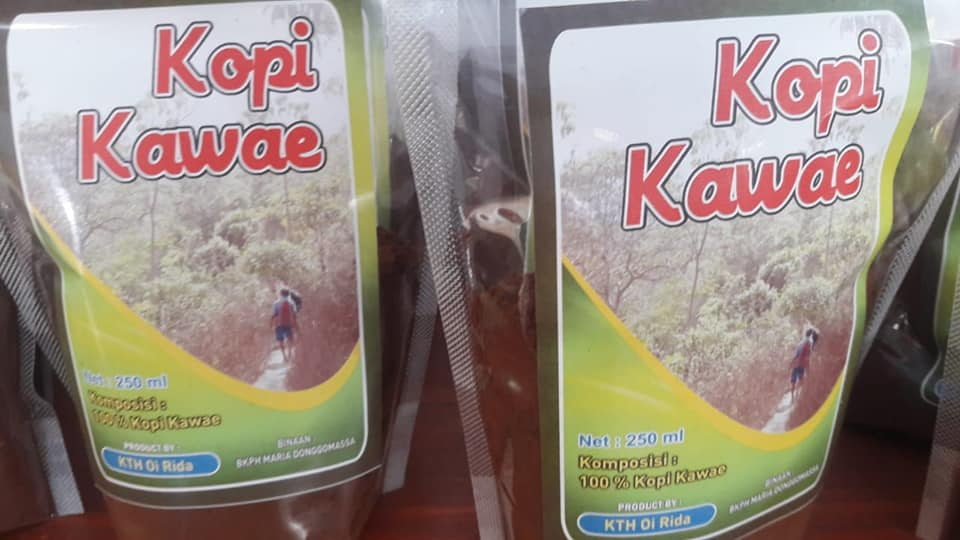 Kopi
Kawae
Net : 250 ml
Komposisi :
100 % Kopi Kawae
PRODUCT BY :
KTH Oi Rida
BINAAN :
BKPH MARIA DONGGOMASSA
Kopi
Kawae
Net : 250 ml
Komposisi :
100 % Kopi Kawae
PRODUCT BY :
KTH Oi Rida
BINAAN :
BKPH MARIA DONGGOMASSA